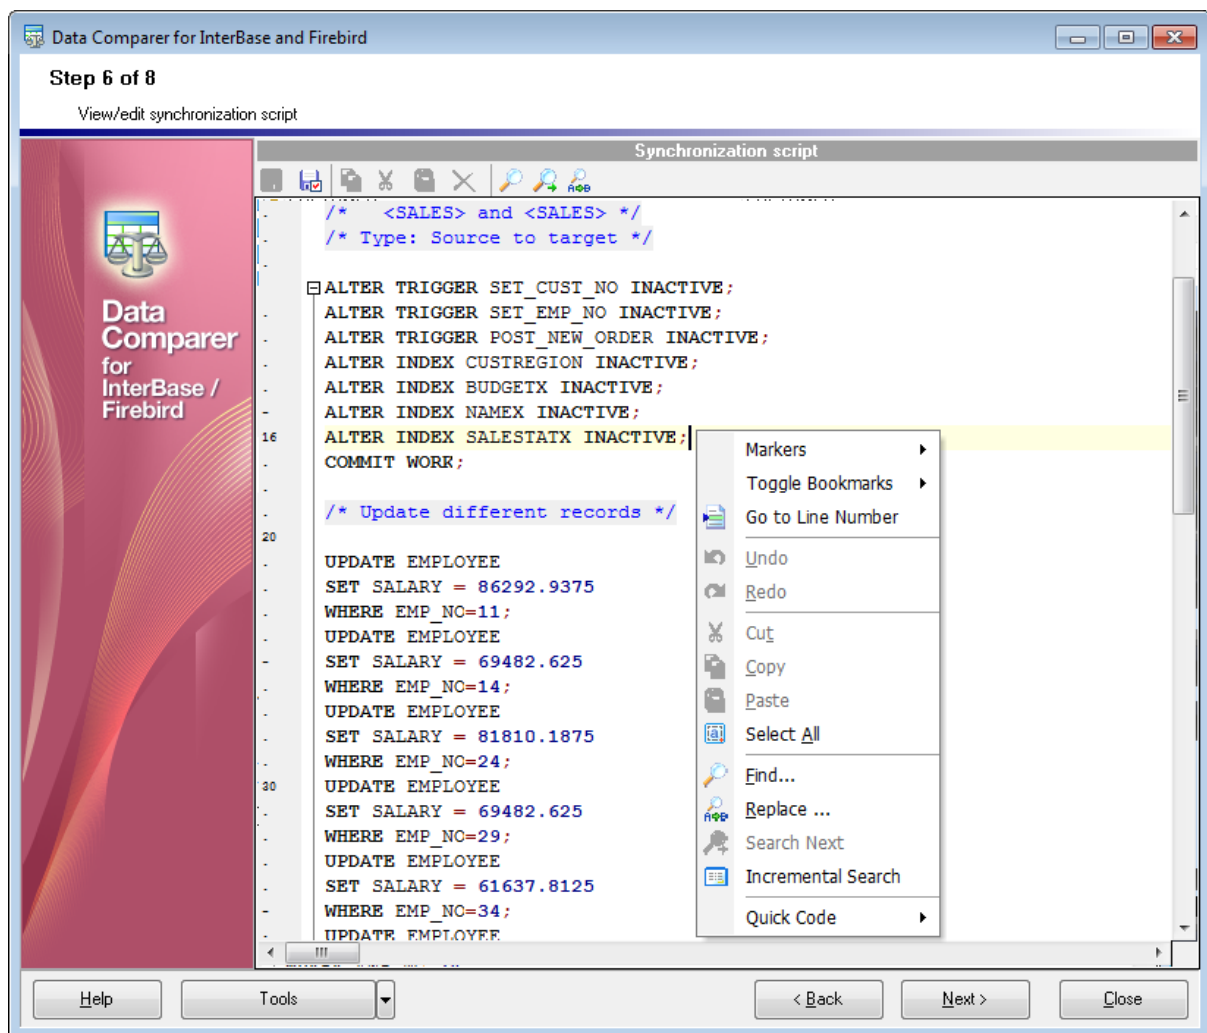 Data Comparer for InterBase and Firebird
Step 6 of 8
View/edit synchronization script
Synchronization script
Data
Comparer
for
InterBase /
Firebird
/*   <SALES> and <SALES> */
/* Type: Source to target */
ALTER TRIGGER SET_CUST_NO INACTIVE;
ALTER TRIGGER SET_EMP_NO INACTIVE;
ALTER TRIGGER POST_NEW_ORDER INACTIVE;
ALTER INDEX CUSTREGION INACTIVE;
ALTER INDEX BUDGETX INACTIVE;
ALTER INDEX NAMEX INACTIVE;
16 ALTER INDEX SALESTATX INACTIVE;
COMMIT WORK;
/* Update different records */
20
UPDATE EMPLOYEE
SET SALARY = 86292.9375
WHERE EMP_NO=11;
UPDATE EMPLOYEE
SET SALARY = 69482.625
WHERE EMP_NO=14;
UPDATE EMPLOYEE
SET SALARY = 81810.1875
WHERE EMP_NO=24;
30 UPDATE EMPLOYEE
SET SALARY = 69482.625
WHERE EMP_NO=29;
UPDATE EMPLOYEE
SET SALARY = 61637.8125
WHERE EMP_NO=34;
UPDATE EMPLOYEE
Markers
Toggle Bookmarks
Go to Line Number
Undo
Redo
Cut
Copy
Paste
Select All
Find...
Replace ...
Search Next
Incremental Search
Quick Code
Help
Tools
< Back
Next >
Close